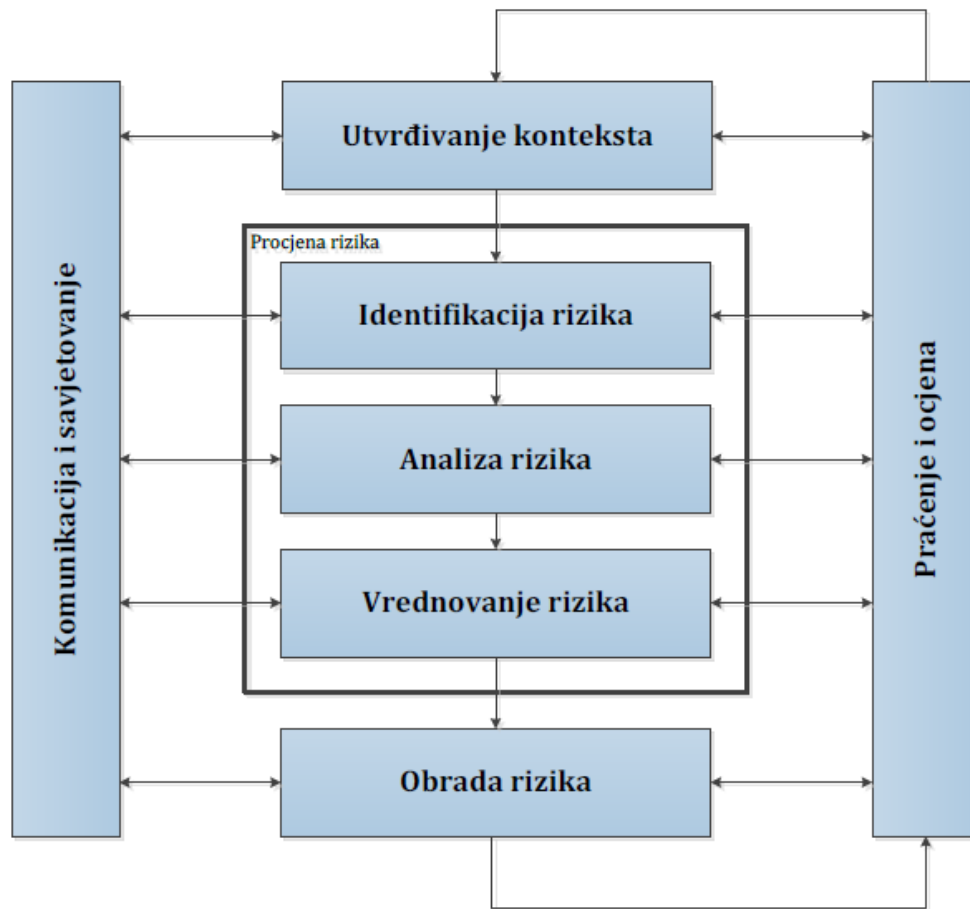 Utvrđivanje konteksta
Procjena rizika
Identifikacija rizika
Analiza rizika
Vrednovanje rizika
Obrada rizika
Komunikacija i savjetovanje
Praćenje i ocjena